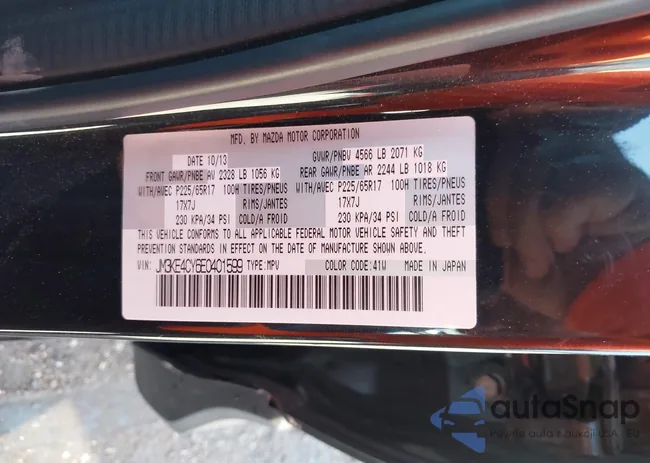 MFD. BY MAZDA MOTOR CORPORATION
DATE 10/13 GVWR/PNBV 4566 LB 2071 KG
FRONT GAWR/PNBE AV 2328 LB 1056 KG REAR GAWR/PNBE AR 2244 LB 1018 KG
WITH/AVEC P225/65R17 100H TIRES/PNEUS WITH/AVEC P225/65R17 100H TIRES/PNEUS
17X7J RIMS/JANTES 17X7J RIMS/JANTES
230 KPA/34 PSI COLD/A FROID 230 KPA/34 PSI COLD/A FROID
THIS VEHICLE CONFORMS TO ALL APPLICABLE FEDERAL MOTOR VEHICLE SAFETY AND THEFT
PREVENTION STANDARDS IN EFFECT ON THE DATE OF MANUFACTURE SHOWN ABOVE.
VIN: JM3KE4CY6E0401599 TYPE:MPV COLOR CODE:41W MADE IN JAPAN
autaSnap
aukcji USA